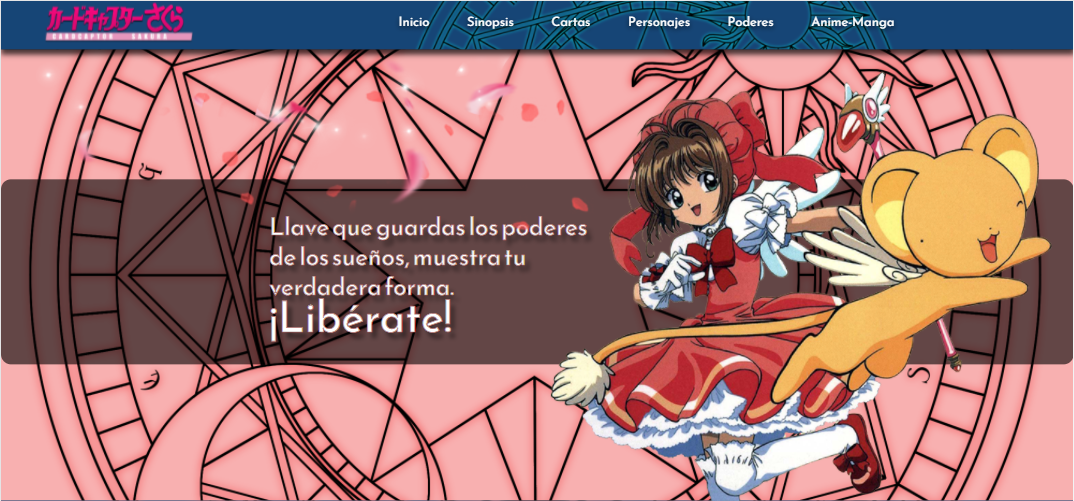 カードキャプターさくら
CARDCAPTOR SAKURA
Inicio Sinopsis Cartas Personajes Poderes Anime-Manga
Llave que guardas los poderes
de los sueños, muestra tu
verdadera forma.
¡Libérate!